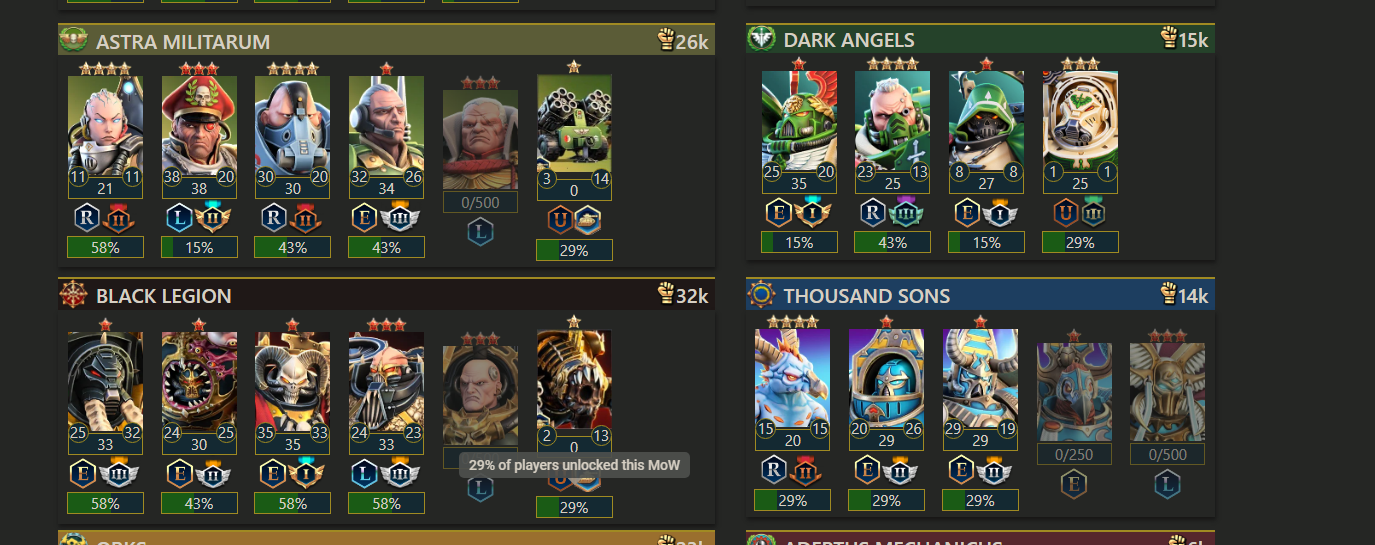 ASTRA MILITARUM 26k
11 11 38 20 30 20 32 26 3 14
21 38 30 34 0/500 0
R II L II R II E III L U
58% 15% 43% 43% 29%
DARK ANGELS 15k
25 20 23 13 8 8 1 1
35 25 27 25
E I R III E I U III
15% 43% 15% 29%
BLACK LEGION 32k
25 32 24 25 35 33 24 23 2 13
33 30 35 33 0
29% of players unlocked this MoW
E III E II E I L III L
58% 43% 58% 58% 29%
THOUSAND SONS 14k
15 15 20 26 29 19
20 29 29 0/250 0/500
R II E II E II E L
29% 29% 29%
ORKS
ADEPTUS MECHANICUS